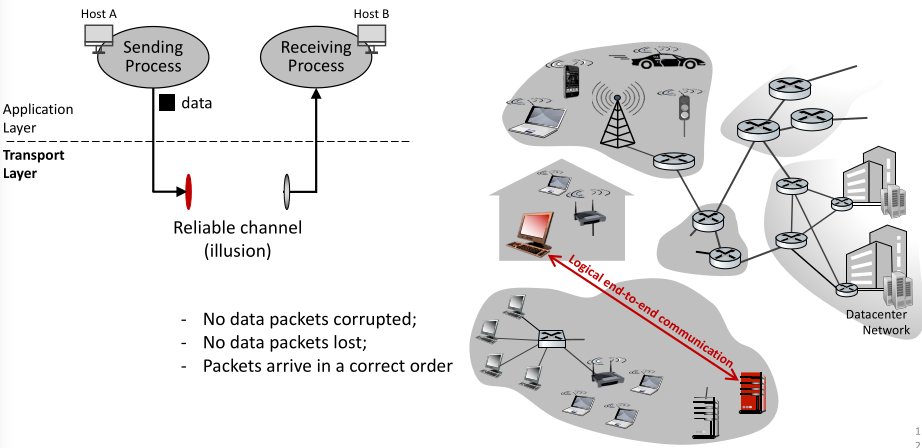 Host A
Host B
Sending
Process
Receiving
Process
data
Application
Layer
Transport
Layer
Reliable channel
(illusion)
- No data packets corrupted;
- No data packets lost;
- Packets arrive in a correct order
Logical end-to-end communication
Datacenter
Network
1
2